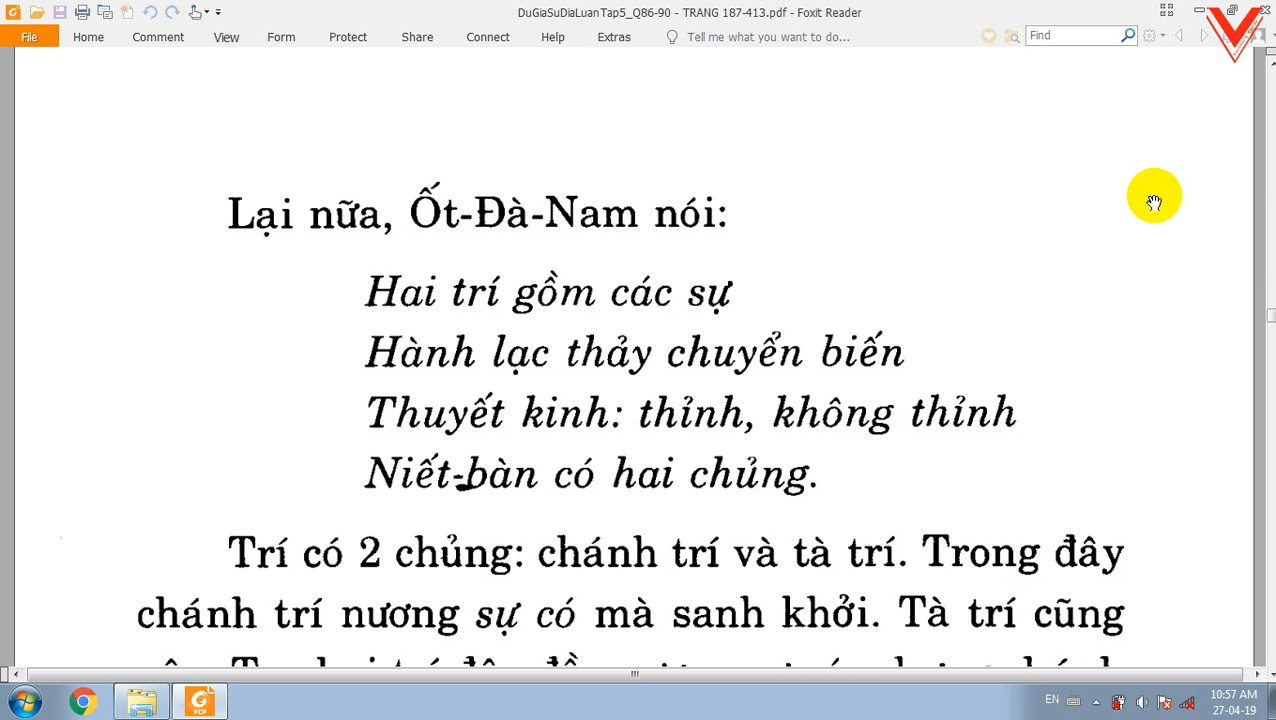 DuGiaSuDiaLuanTap5_Q86-90 - TRANG 187-413.pdf - Foxit Reader
File Home Comment View Form Protect Share Connect Help Extras Tell me what you want to do... Find
Lại nữa, Ốt-Đà-Nam nói:
Hai trí gồm các sự
Hành lạc thảy chuyển biến
Thuyết kinh: thỉnh, không thỉnh
Niết-bàn có hai chủng.
Trí có 2 chủng: chánh trí và tà trí. Trong đây
chánh trí nương sự có mà sanh khởi. Tà trí cũng
EN 10:57 AM
27-04-19